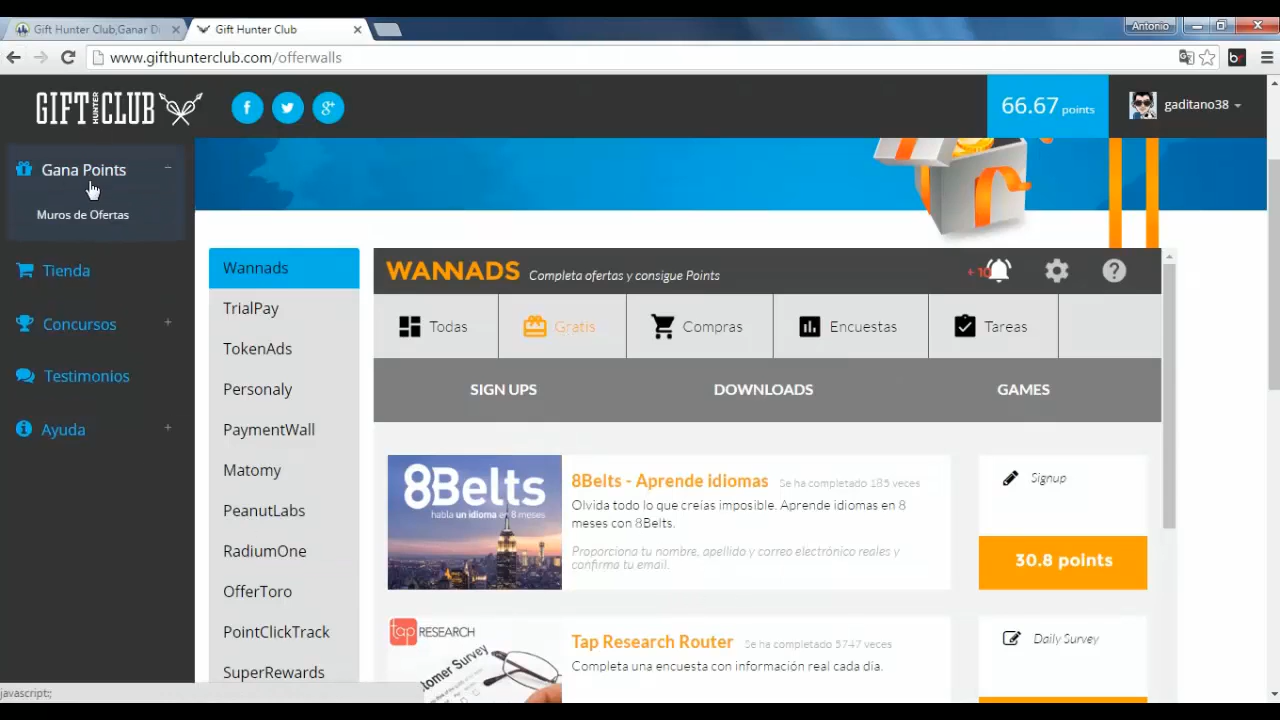 Gift Hunter Club,Ganar D
Gift Hunter Club
Antonio
www.gifthunterclub.com/offerwalls
GIFT HUNTER CLUB
66.67 points
gaditano38
Gana Points
Muros de Ofertas
Tienda
Concursos
Testimonios
Ayuda
Wannads
TrialPay
TokenAds
Personaly
PaymentWall
Matomy
PeanutLabs
RadiumOne
OfferToro
PointClickTrack
SuperRewards
WANNADS Completa ofertas y consigue Points
+ 10
Todas
Gratis
Compras
Encuestas
Tareas
SIGN UPS
DOWNLOADS
GAMES
8Belts
habla un idioma en 8 meses
8Belts - Aprende idiomas Se ha completado 185 veces
Olvida todo lo que creías imposible. Aprende idiomas en 8
meses con 8Belts.
Proporciona tu nombre, apellido y correo electrónico reales y
confirma tu email.
Signup
30.8 points
tap RESEARCH
tomer Survey
Tap Research Router Se ha completado 5747 veces
Completa una encuesta con información real cada día.
Daily Survey
javascript:;